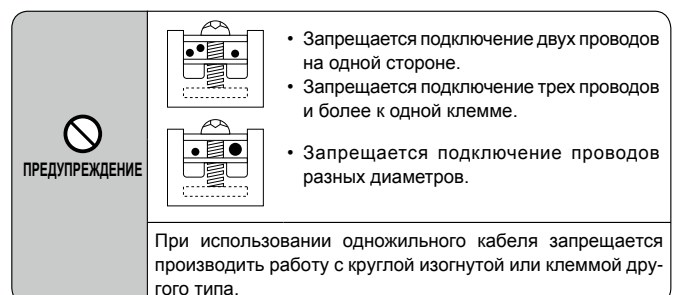 ПРЕДУПРЕЖДЕНИЕ
• Запрещается подключение двух проводов
на одной стороне.
• Запрещается подключение трех проводов
и более к одной клемме.
• Запрещается подключение проводов
разных диаметров.
При использовании одножильного кабеля запрещается
производить работу с круглой изогнутой или клеммой дру-
гого типа.